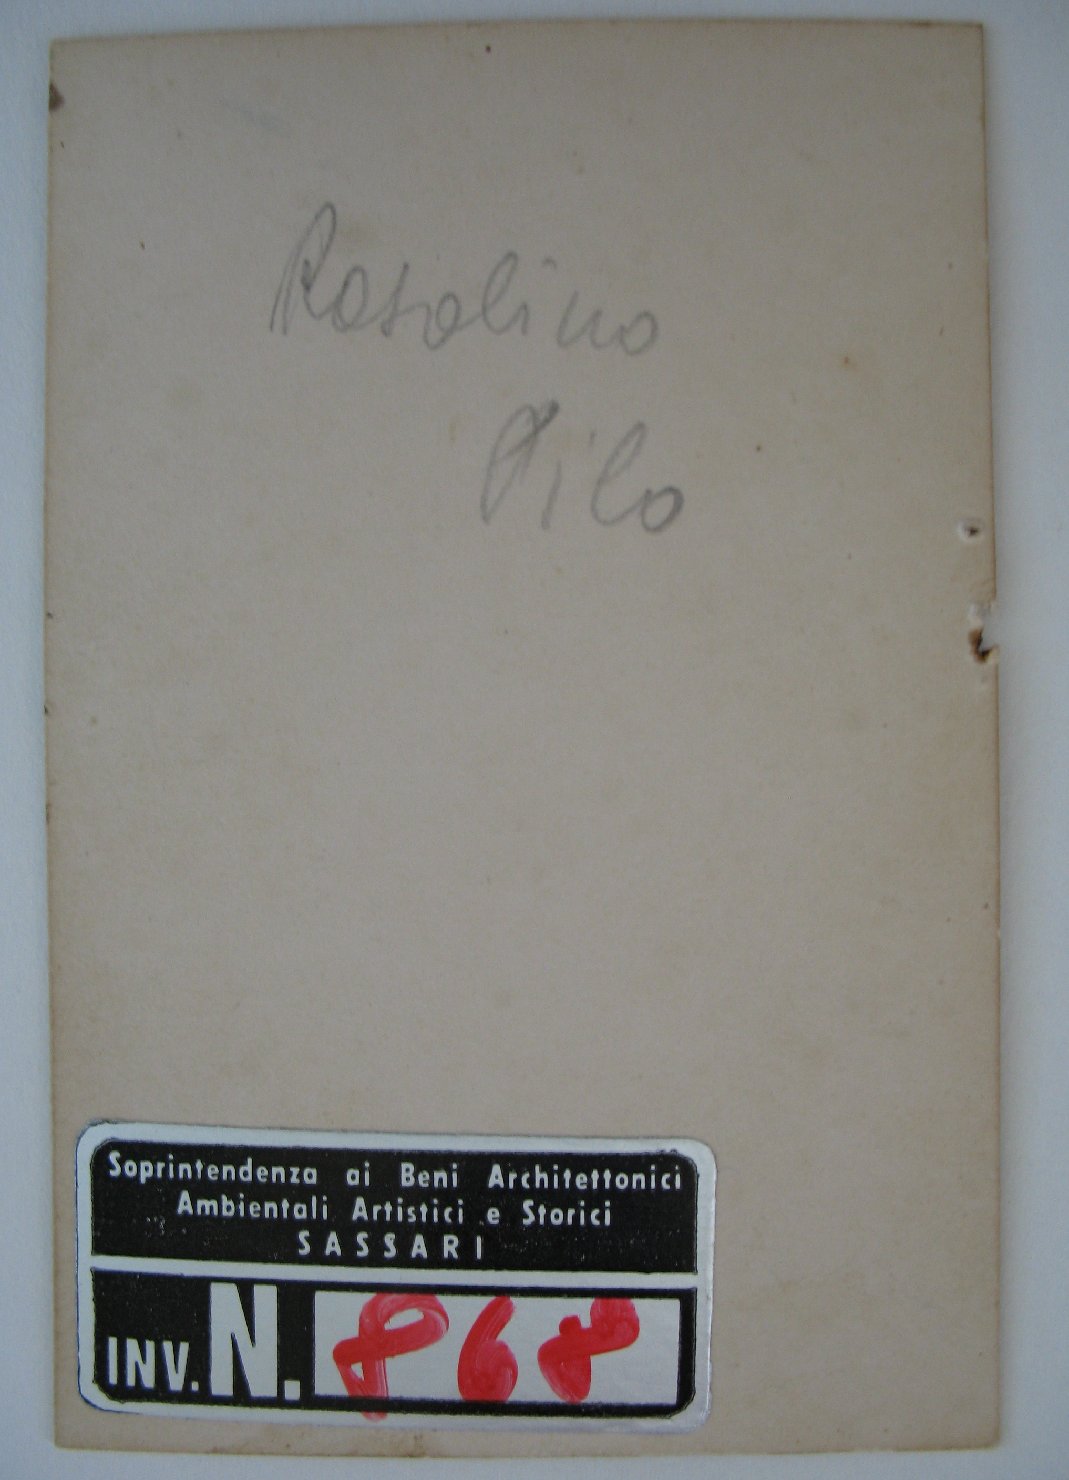 Rosolino
Pilo
Soprintendenza ai Beni Architettonici
Ambientali Artistici e Storici
SASSARI
INV. N. 868